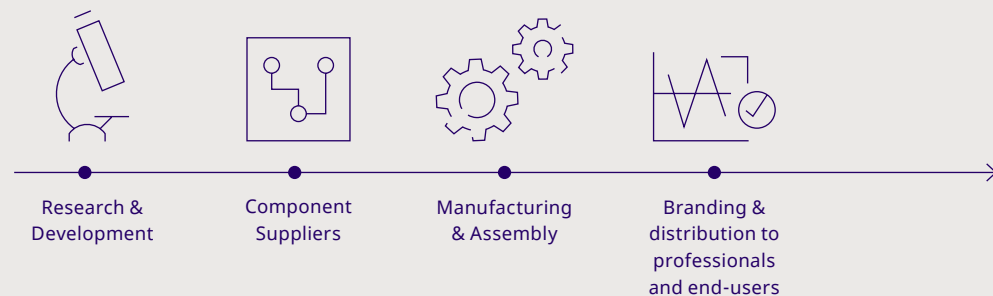 Research &
Development
Component
Suppliers
Manufacturing
& Assembly
Branding &
distribution to
professionals
and end-users